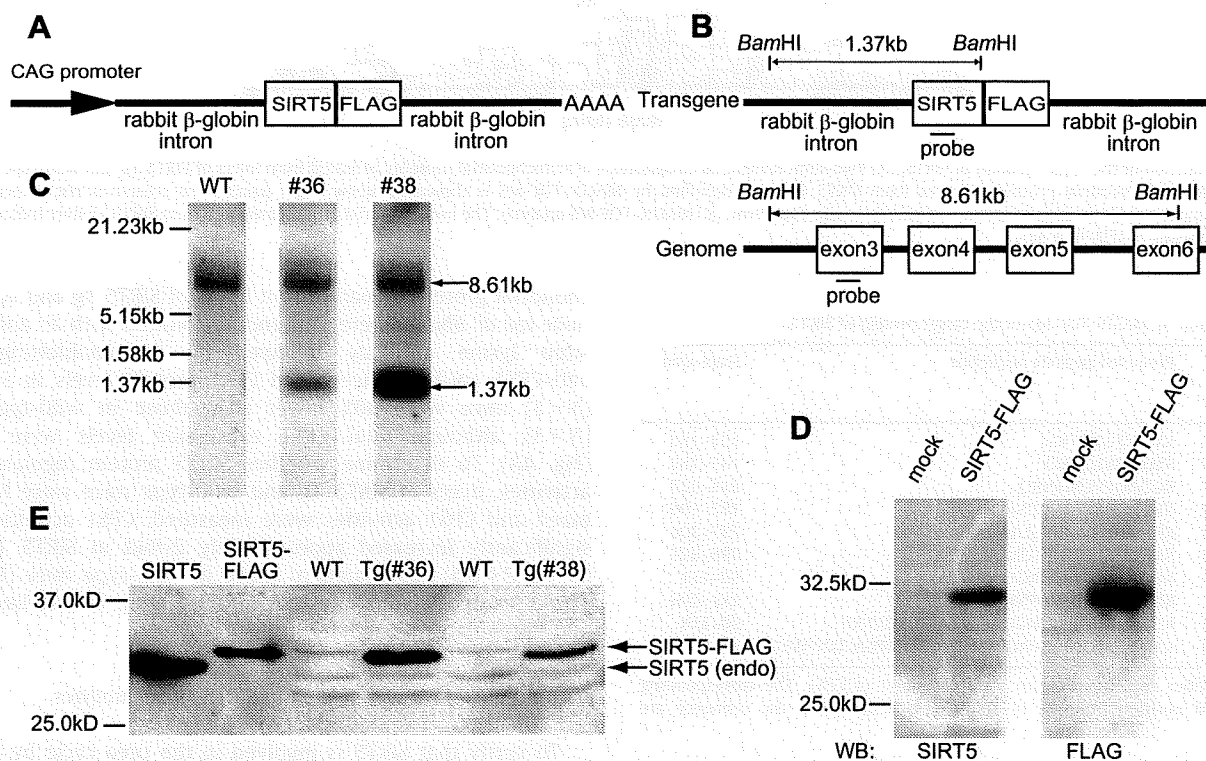 A
CAG promoter
SIRT5 FLAG
AAAA
rabbit β-globin
intron
rabbit β-globin
intron
B
BamHI
1.37kb
BamHI
Transgene
SIRT5 FLAG
rabbit β-globin
intron
probe
rabbit β-globin
intron
BamHI
8.61kb
BamHI
Genome
exon3 exon4 exon5 exon6
probe
C
WT #36 #38
21.23kb
8.61kb
5.15kb
1.58kb
1.37kb
1.37kb
D
mock SIRT5-FLAG mock SIRT5-FLAG
32.5kD
25.0kD
WB: SIRT5 FLAG
E
SIRT5 SIRT5-
FLAG WT Tg(#36) WT Tg(#38)
37.0kD
SIRT5-FLAG
SIRT5 (endo)
25.0kD